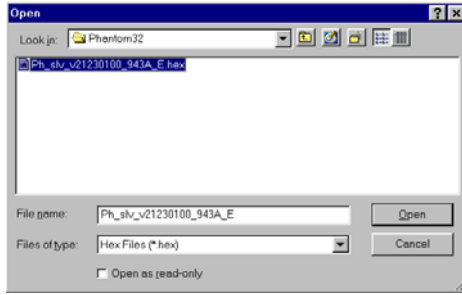 Open
Look in: Phantom32
Ph_slv_v21230100_943A_E.hex
File name: Ph_slv_v21230100_943A_E Open
Files of type: Hex Files (*.hex) Cancel
Open as read-only